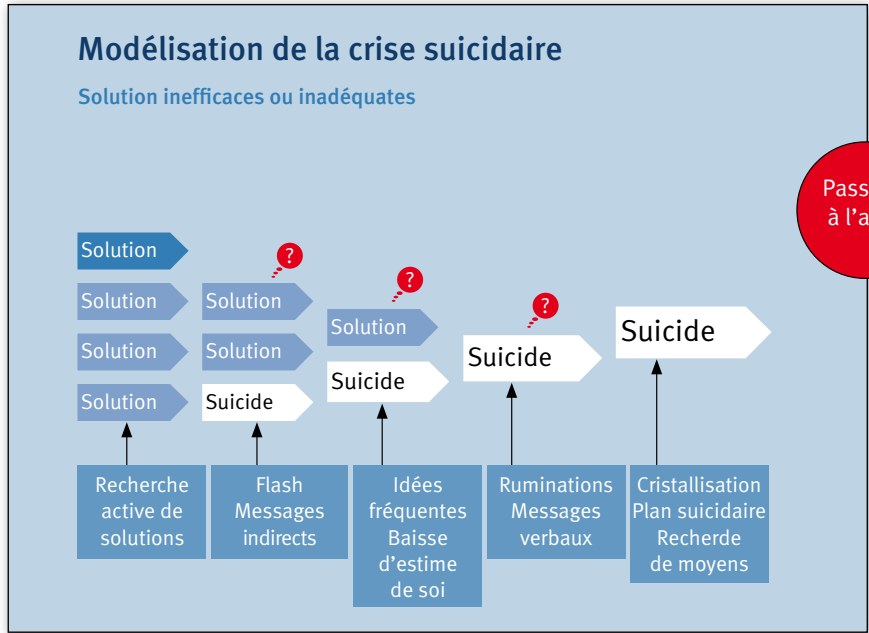 Modélisation de la crise suicidaire
Solution inefficaces ou inadéquates
Pass
à l'a
Solution
?
?
Solution
Solution
?
Solution
Solution
Solution
Suicide
Suicide
Suicide
Solution
Suicide
Recherche
active de
solutions
Flash
Messages
indirects
Idées
fréquentes
Baisse
d'estime
de soi
Ruminations
Messages
verbaux
Cristallisation
Plan suicidaire
Recherde
de moyens